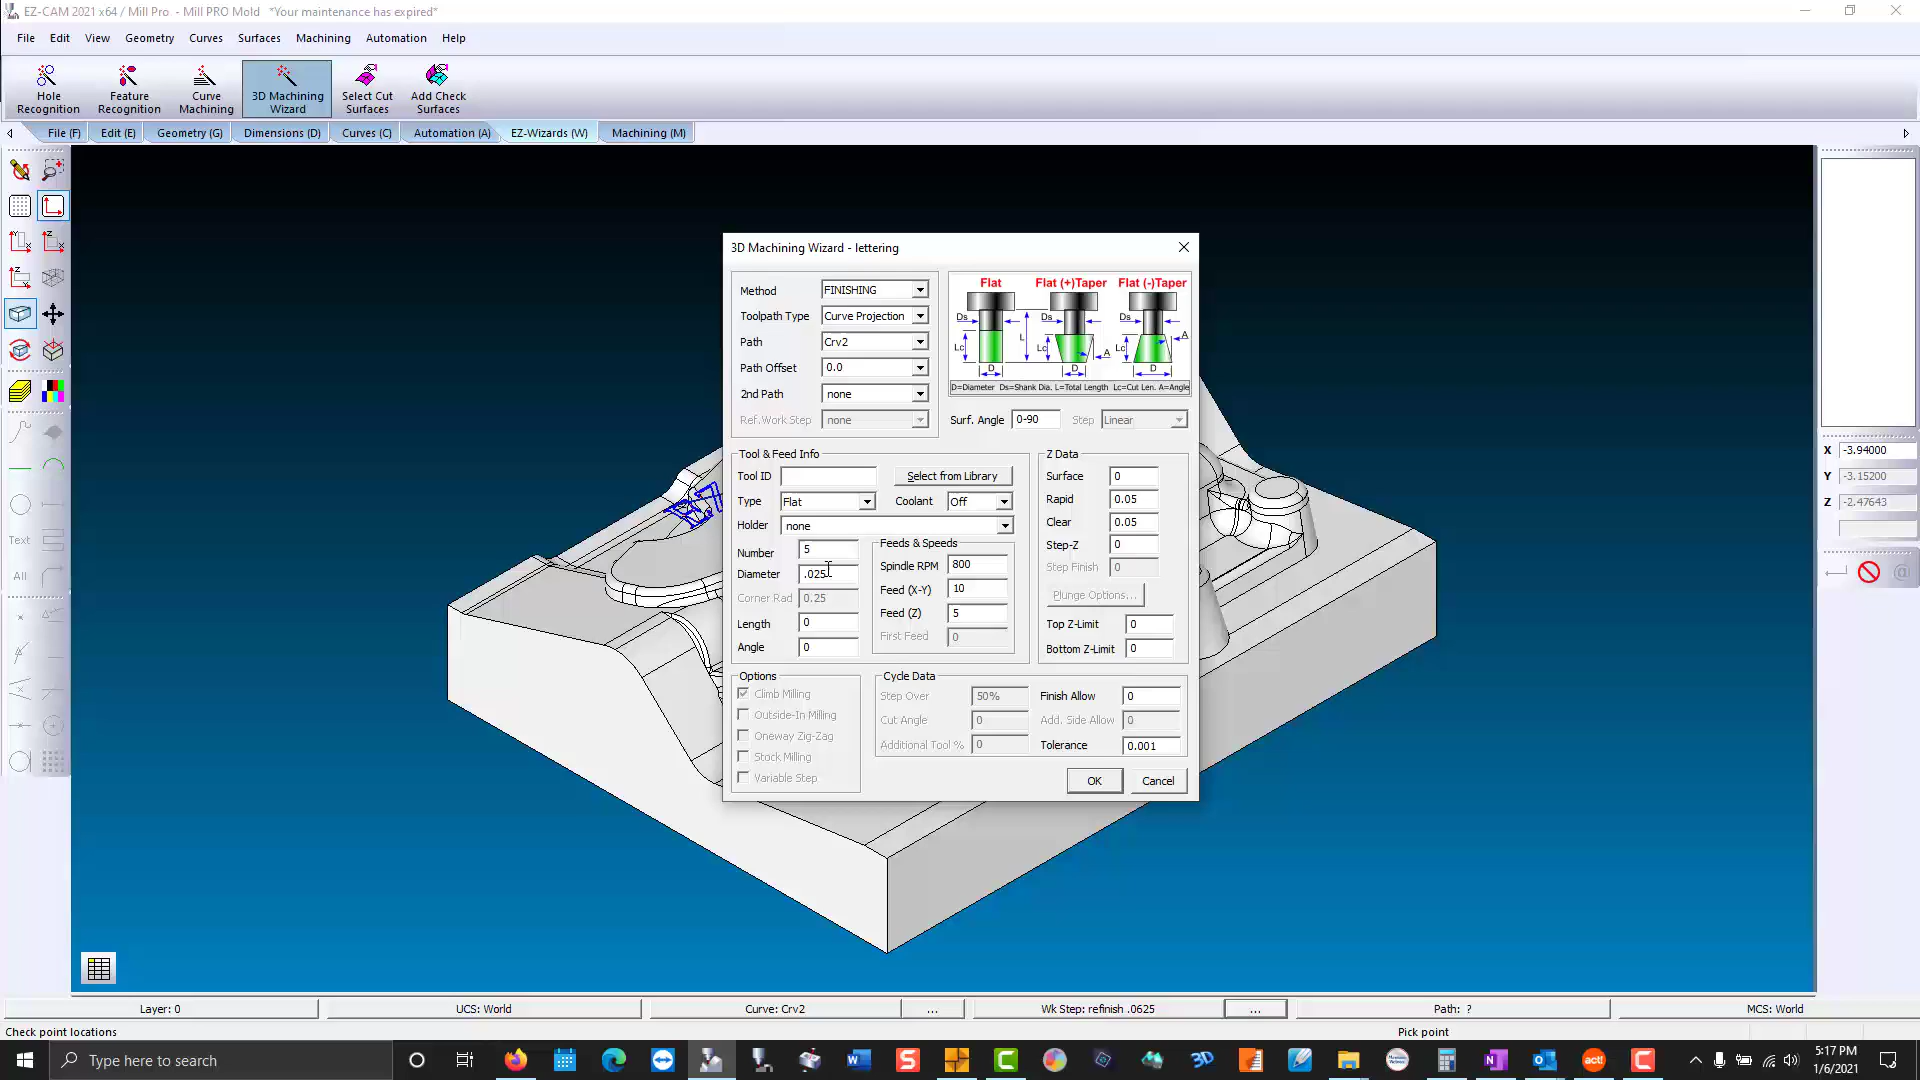 EZ-CAM 2021 x64 / Mill Pro - Mill PRO Mold *Your maintenance has expired*
File Edit View Geometry Curves Surfaces Machining Automation Help
Hole Recognition
Feature Recognition
Curve Machining
3D Machining Wizard
Select Cut Surfaces
Add Check Surfaces
File (F) Edit (E) Geometry (G) Dimensions (D) Curves (C) Automation (A) EZ-Wizards (W) Machining (M)
3D Machining Wizard - lettering
Method FINISHING
Toolpath Type Curve Projection
Path Crv2
Path Offset 0.0
2nd Path none
Ref.Work Step none
Flat Flat (+)Taper Flat (-)Taper
Ds Ds Ds
Lc L Lc A Lc A
D D D
D=Diameter Ds=Shank Dia. L=Total Length Lc=Cut Len. A=Angle
Surf. Angle 0-90 Step Linear
Tool & Feed Info
Tool ID Select from Library
Type Flat Coolant Off
Holder none
Number 5
Diameter .025
Corner Rad 0.25
Length 0
Angle 0
Feeds & Speeds
Spindle RPM 800
Feed (X-Y) 10
Feed (Z) 5
First Feed 0
Z Data
Surface 0
Rapid 0.05
Clear 0.05
Step-Z 0
Step Finish 0
Plunge Options...
Top Z-Limit 0
Bottom Z-Limit 0
Options
Climb Milling
Outside-In Milling
Oneway Zig-Zag
Stock Milling
Variable Step
Cycle Data
Step Over 50% Finish Allow 0
Cut Angle 0 Add. Side Allow 0
Additional Tool % 0 Tolerance 0.001
OK Cancel
X -3.94000
Y -3.15200
Z -2.47643
Text
All
Layer: 0 UCS: World Curve: Crv2 ... Wk Step: refinish .0625 ... Path: ? MCS: World
Check point locations Pick point
Type here to search
5:17 PM
1/6/2021